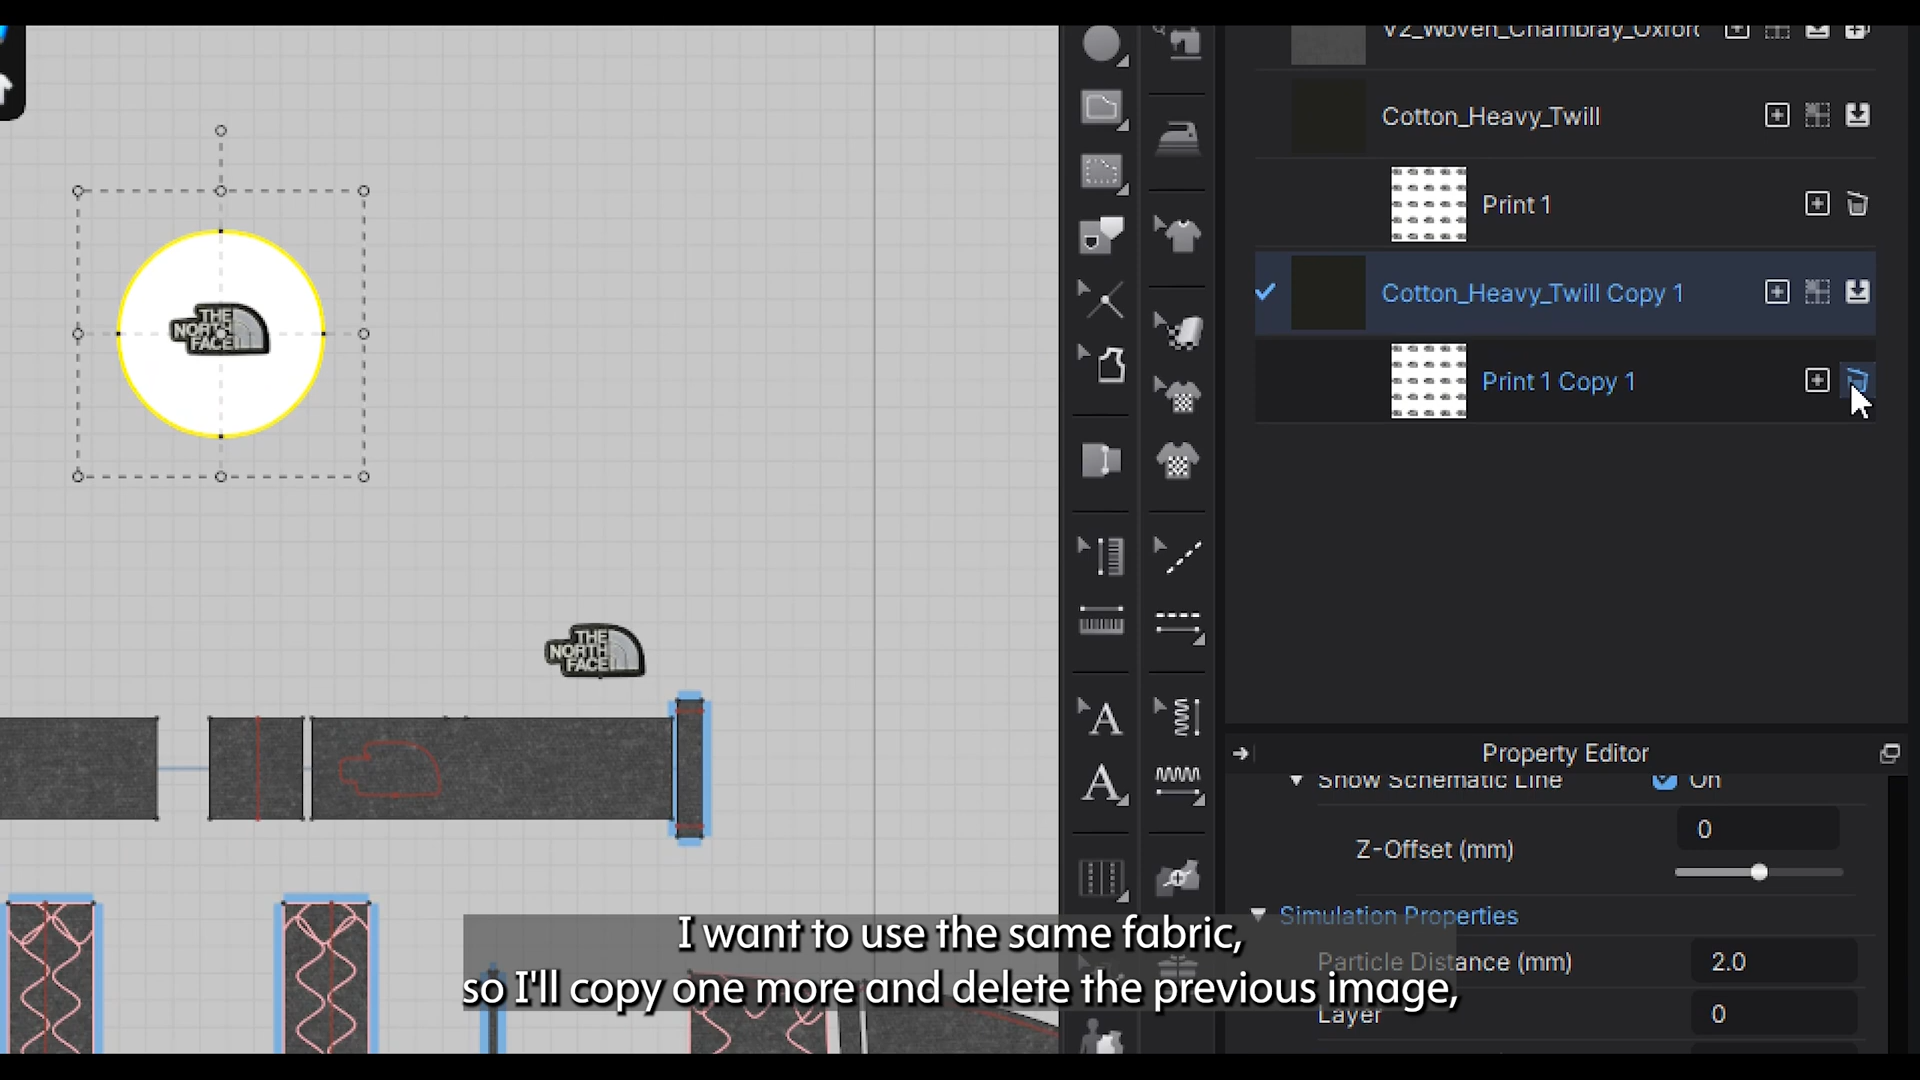 V2_Woven_Chambray_Oxfort
Cotton_Heavy_Twill
Print 1
Cotton_Heavy_Twill Copy 1
Print 1 Copy 1
THE
NORTH
FACE
THE
NORTH
FACE
A
A
Property Editor
Show Schematic Line
On
Z-Offset (mm)
0
Simulation Properties
Particle Distance (mm)
2.0
Layer
0
I want to use the same fabric,
so I'll copy one more and delete the previous image,